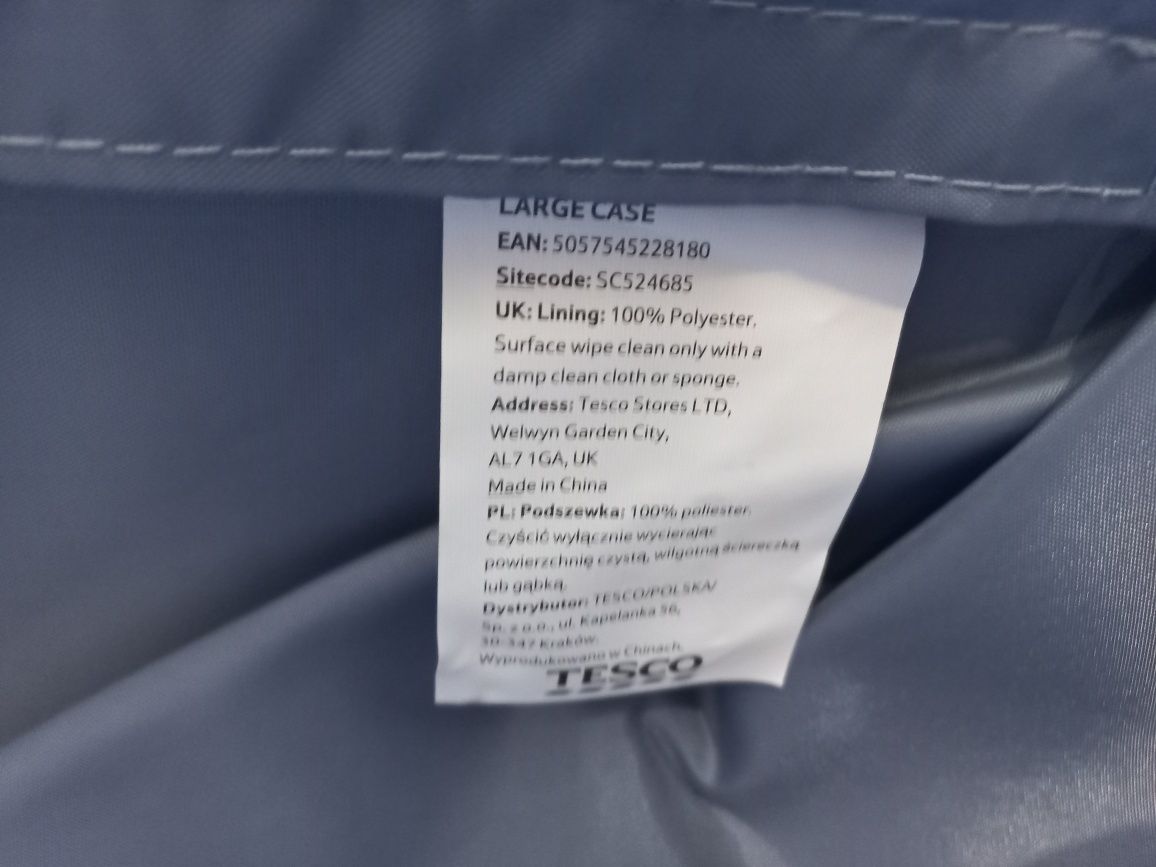 LARGE CASE
EAN: 5057545228180
Sitecode: SC524685
UK: Lining: 100% Polyester.
Surface wipe clean only with a
damp clean cloth or sponge.
Address: Tesco Stores LTD,
Welwyn Garden City,
AL7 1GA, UK
Made in China
PL: Podszewka: 100% poliester.
Czyścić wyłącznie wycierając
powierzchnię czystą, wilgotną ściereczką
lub gąbką.
Dystrybutor: TESCO/POLSKA/
Sp. z o.o., ul. Kapelanka 56,
30-347 Kraków.
Wyprodukowano w Chinach.
TESCO